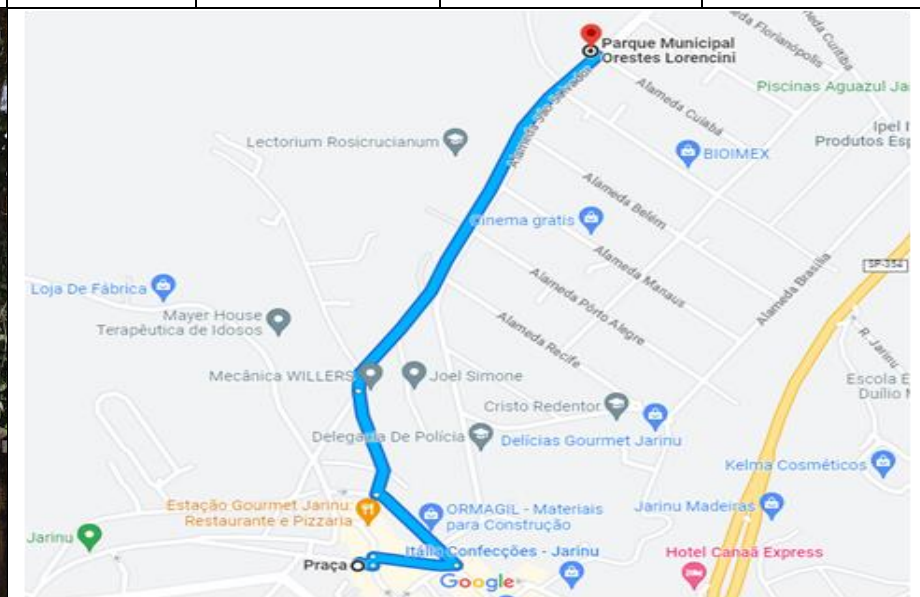 Parque Municipal
Orestes Lorencini
Alameda Florianópolis
Alameda Curitiba
Piscinas Aguazul
Alameda São Salvador
Alameda Cuiabá
Produtos
Lectorium Rosicrucianum
BIOIMEX
Alameda Belém
Cinema gratis
Alameda Manaus
SP-354
Alameda Brasília
Loja De Fábrica
Mayer House
Terapêutica de Idosos
Alameda Pôrto Alegre
Alameda Recife
R. Jarinu
Mecânica WILLERS
Joel Simone
Escola
Duílio
Cristo Redentor
Delegacia De Polícia
Delícias Gourmet Jarinu
Kelma Cosméticos
Estação Gourmet Jarinu:
Restaurante e Pizzaria
ORMAGIL - Materiais
para Construção
Jarinu Madeiras
Jarinu
Itália Confecções - Jarinu
Hotel Canaã Express
Praça
Google